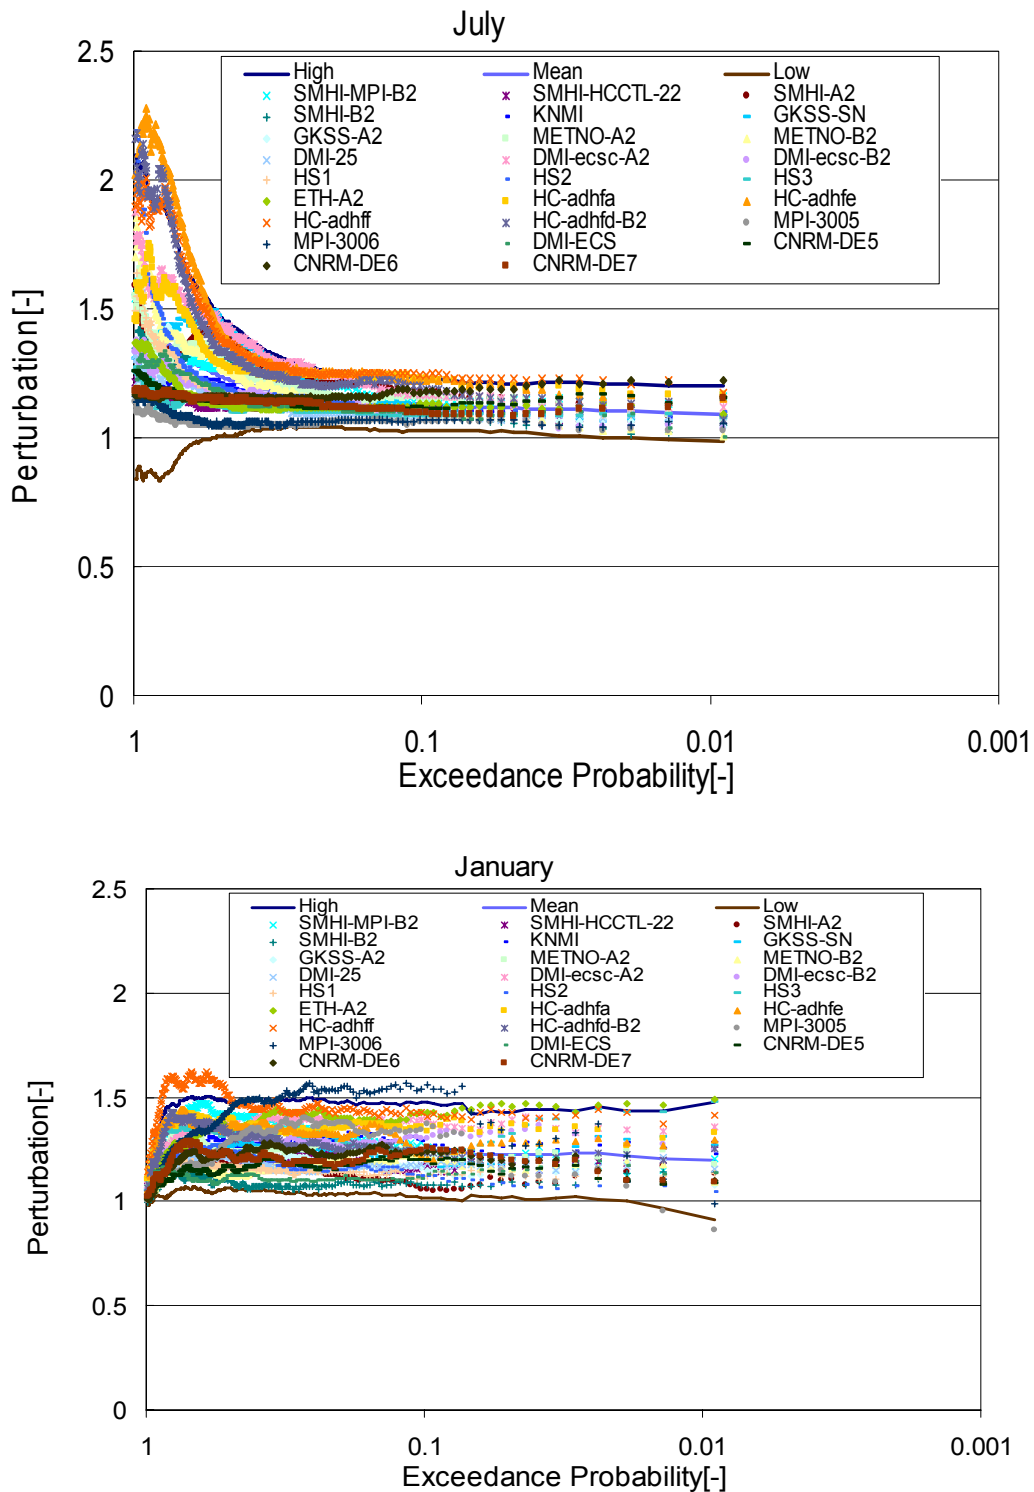 July
2.5
High Mean Low
SMHI-MPI-B2 SMHI-HCCTL-22 SMHI-A2
SMHI-B2 KNMI GKSS-SN
GKSS-A2 METNO-A2 METNO-B2
DMI-25 DMI-ecsc-A2 DMI-ecsc-B2
HS1 HS2 HS3
ETH-A2 HC-adhfa HC-adhfe
HC-adhff HC-adhfd-B2 MPI-3005
MPI-3006 DMI-ECS CNRM-DE5
CNRM-DE6 CNRM-DE7
2
1.5
1
0.5
0
Perturbation[-]
1 0.1 0.01 0.001
Exceedance Probability[-]
January
2.5
High Mean Low
SMHI-MPI-B2 SMHI-HCCTL-22 SMHI-A2
SMHI-B2 KNMI GKSS-SN
GKSS-A2 METNO-A2 METNO-B2
DMI-25 DMI-ecsc-A2 DMI-ecsc-B2
HS1 HS2 HS3
ETH-A2 HC-adhfa HC-adhfe
HC-adhff HC-adhfd-B2 MPI-3005
MPI-3006 DMI-ECS CNRM-DE5
CNRM-DE6 CNRM-DE7
2
1.5
1
0.5
0
Perturbation[-]
1 0.1 0.01 0.001
Exceedance Probability[-]